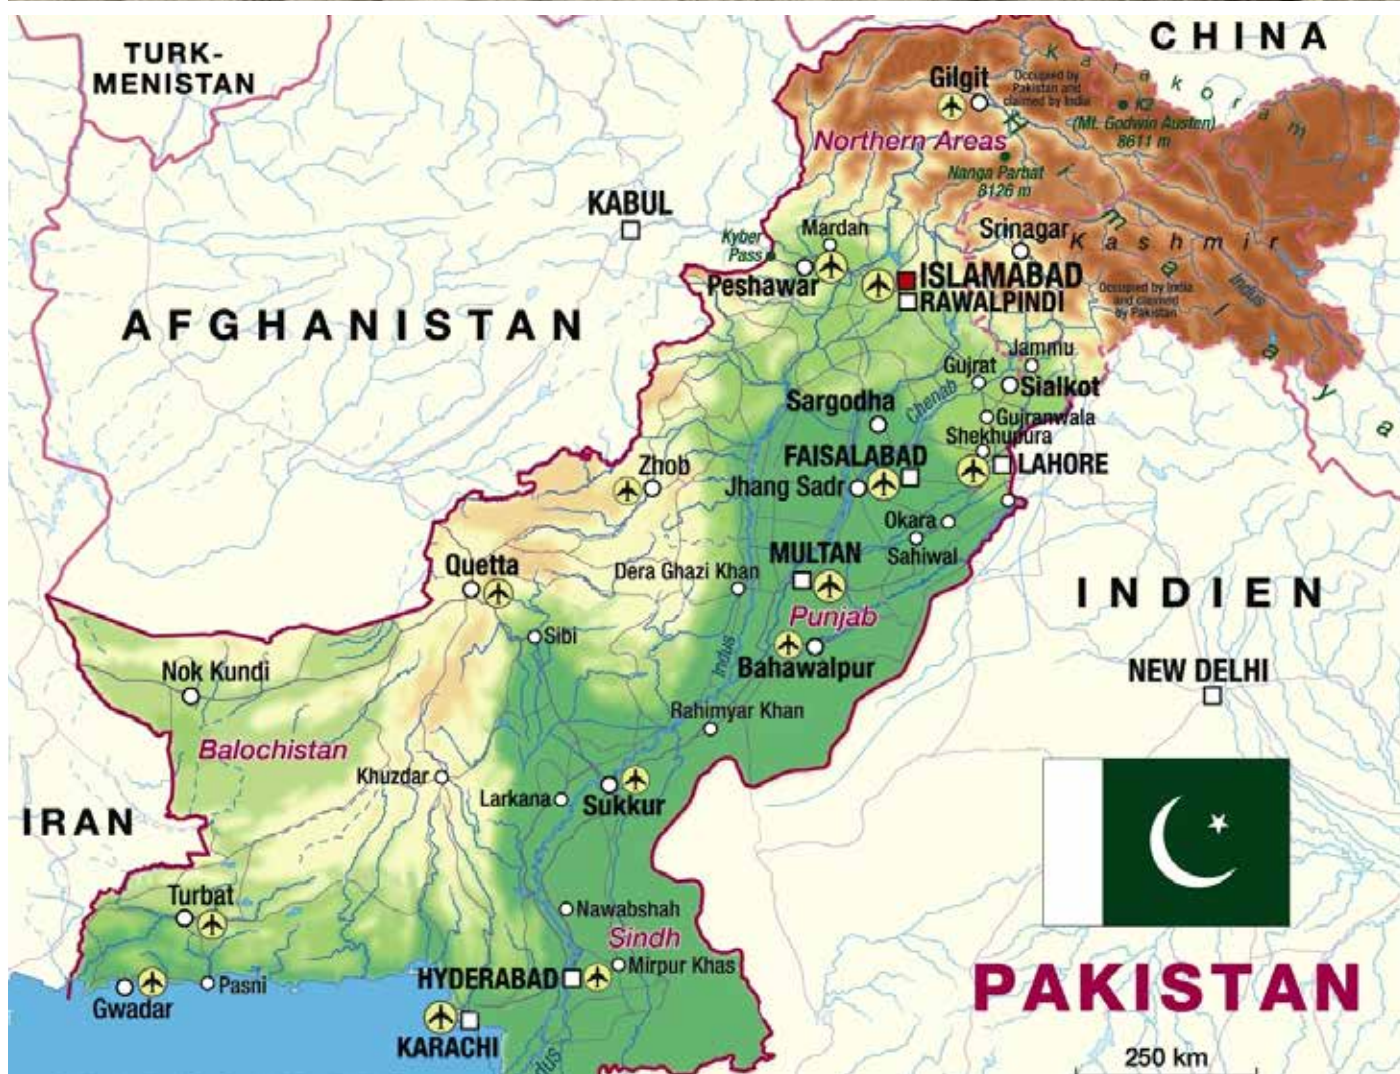 TURK-
MENISTAN
CHINA
Karakoram
Gilgit
Occupied by
Pakistan and
claimed by India
K2
(Mt. Godwin Austen)
8611 m
Northern Areas
Nanga Parbat
8126 m
KABUL
Kyber
Pass
Mardah
Srinagar
Kashmir
Himalaya
Peshawar
ISLAMABAD
RAWALPINDI
Occupied by India
and claimed
by Pakistan
Indus
AFGHANISTAN
Jammu
Gujrat
Sialkot
Chenab
Sargodha
Gujranwala
Shekhupura
FAISALABAD
LAHORE
Zhob
Jhang Sadr
Okara
Sahiwal
MULTAN
Quetta
Dera Ghazi Khan
INDIEN
Punjab
Sibi
Indus
Bahawalpur
Nok Kundi
NEW DELHI
Rahimyar Khan
Balochistan
Khuzdar
Larkana
Sukkur
IRAN
Turbat
Nawabshah
Sindh
Mirpur Khas
HYDERABAD
Pasni
Gwadar
PAKISTAN
KARACHI
250 km